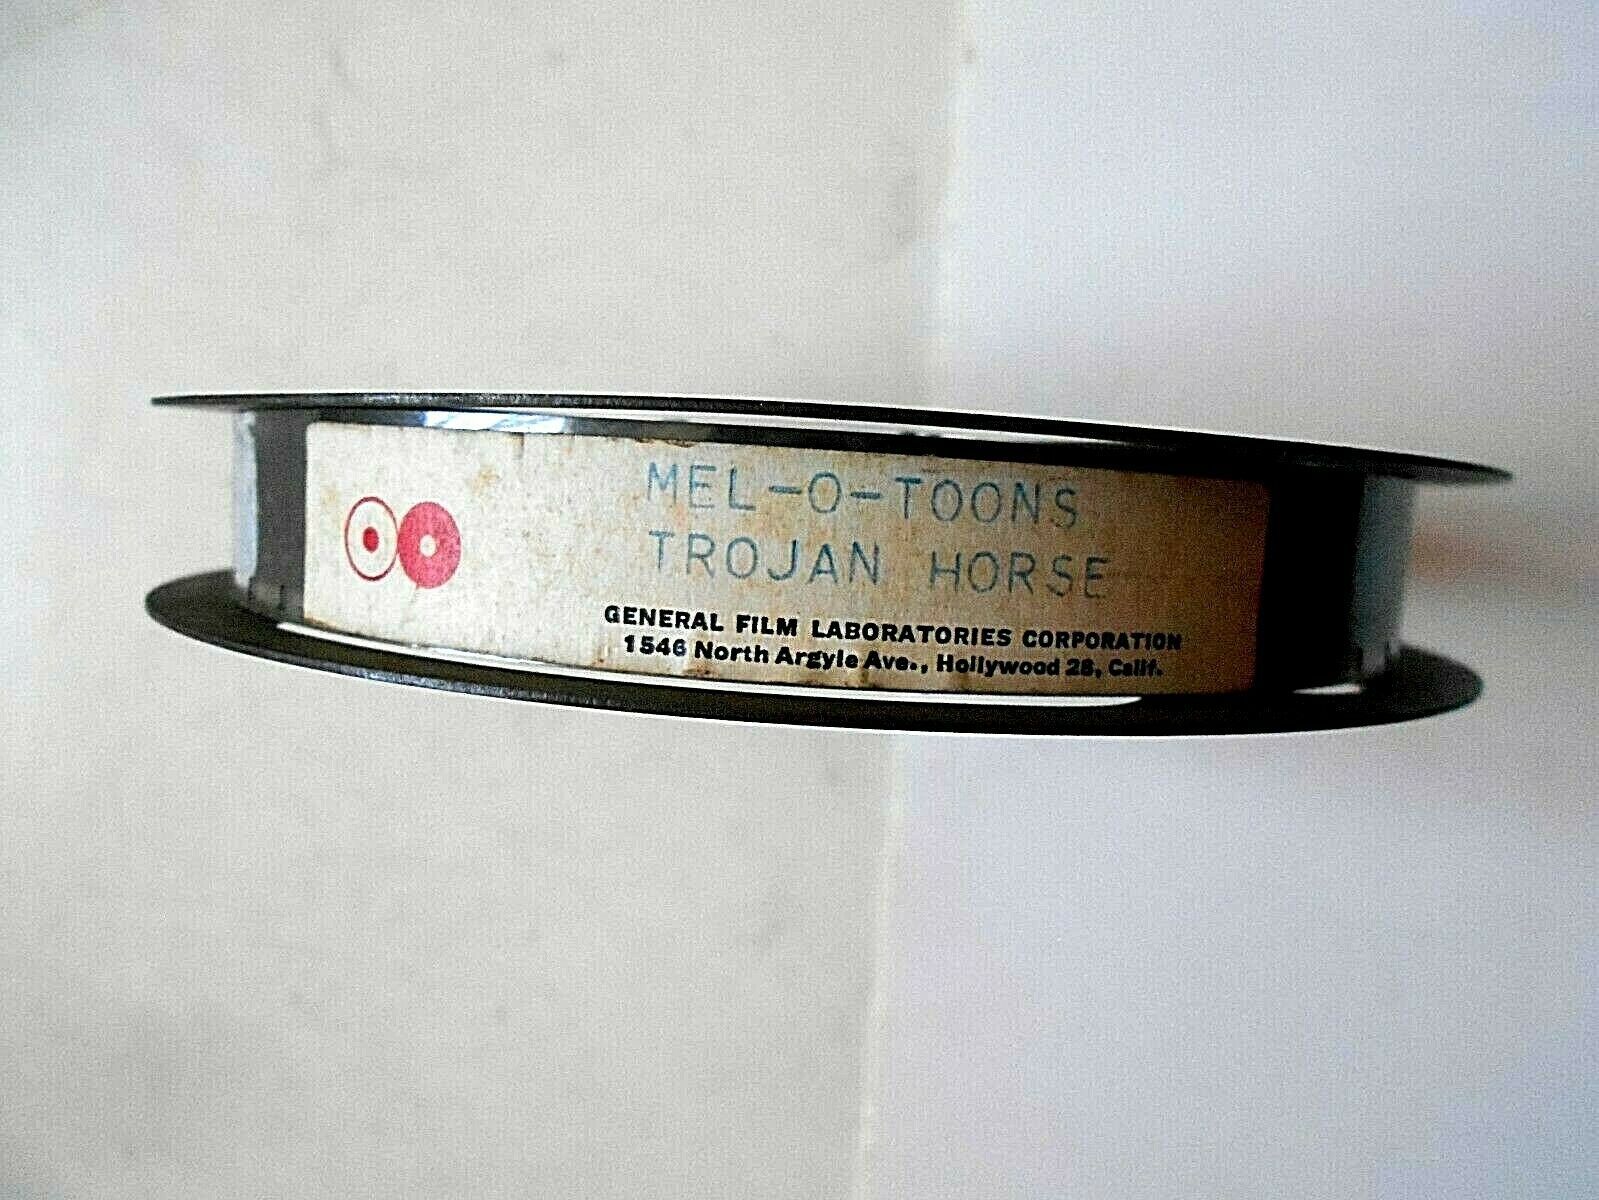 MEL-O-TOONS
TROJAN HORSE
GENERAL FILM LABORATORIES CORPORATION
1546 North Argyle Ave., Hollywood 28, Calif.